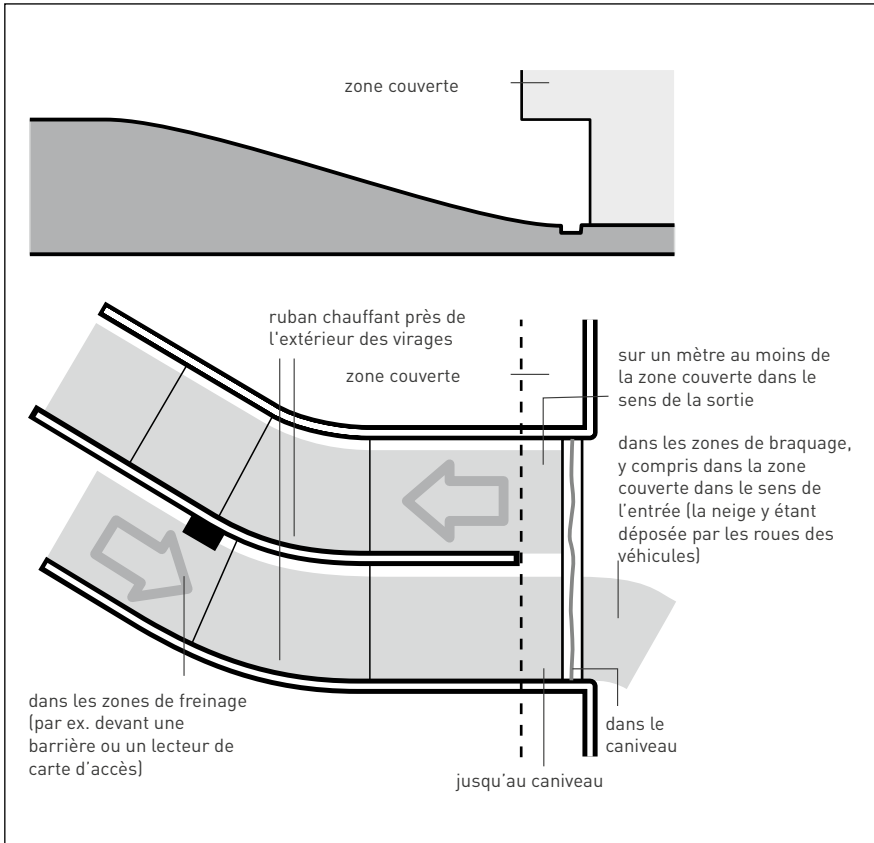 zone couverte
ruban chauffant près de
l'extérieur des virages
zone couverte
sur un mètre au moins de
la zone couverte dans le
sens de la sortie
dans les zones de braquage,
y compris dans la zone
couverte dans le sens de
l’entrée (la neige y étant
déposée par les roues des
véhicules)
dans les zones de freinage
(par ex. devant une
barrière ou un lecteur de
carte d’accès)
dans le
caniveau
jusqu’au caniveau